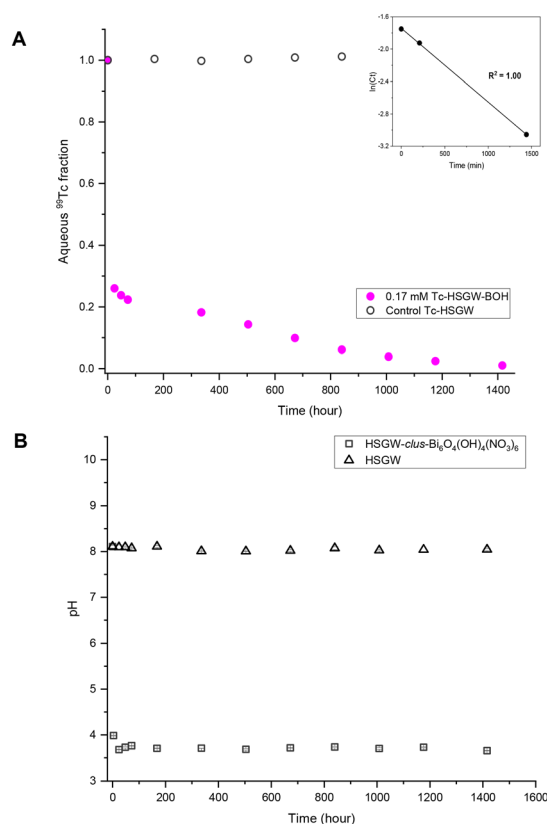 A
Aqueous ⁹⁹Tc fraction
1.0
0.8
0.6
0.4
0.2
0.0
0 200 400 600 800 1000 1200 1400
Time (hour)
0.17 mM Tc-HSGW-BOH
Control Tc-HSGW
ln(Ct)
-1.6
-2.0
-2.4
-2.8
-3.2
R² = 1.00
0 500 1000 1500
Time (min)
B
pH
10
9
8
7
6
5
4
3
HSGW-clus-Bi₆O₄(OH)₄(NO₃)₆
HSGW
0 200 400 600 800 1000 1200 1400 1600
Time (hour)